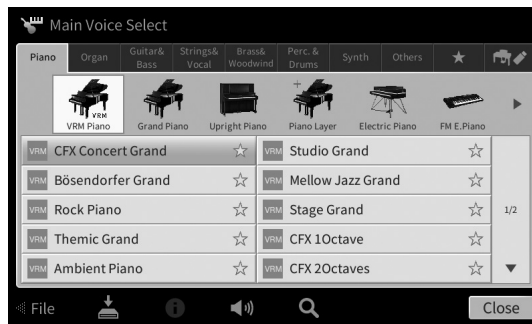 Main Voice Select
Piano Organ Guitar& Bass Strings& Vocal Brass& Woodwind Perc. & Drums Synth Others
VRM
VRM Piano Grand Piano Upright Piano Piano Layer Electric Piano FM E.Piano
VRM CFX Concert Grand VRM Studio Grand
VRM Bösendorfer Grand VRM Mellow Jazz Grand
VRM Rock Piano VRM Stage Grand 1/2
VRM Themic Grand VRM CFX 1Octave
VRM Ambient Piano VRM CFX 2Octaves
File Close